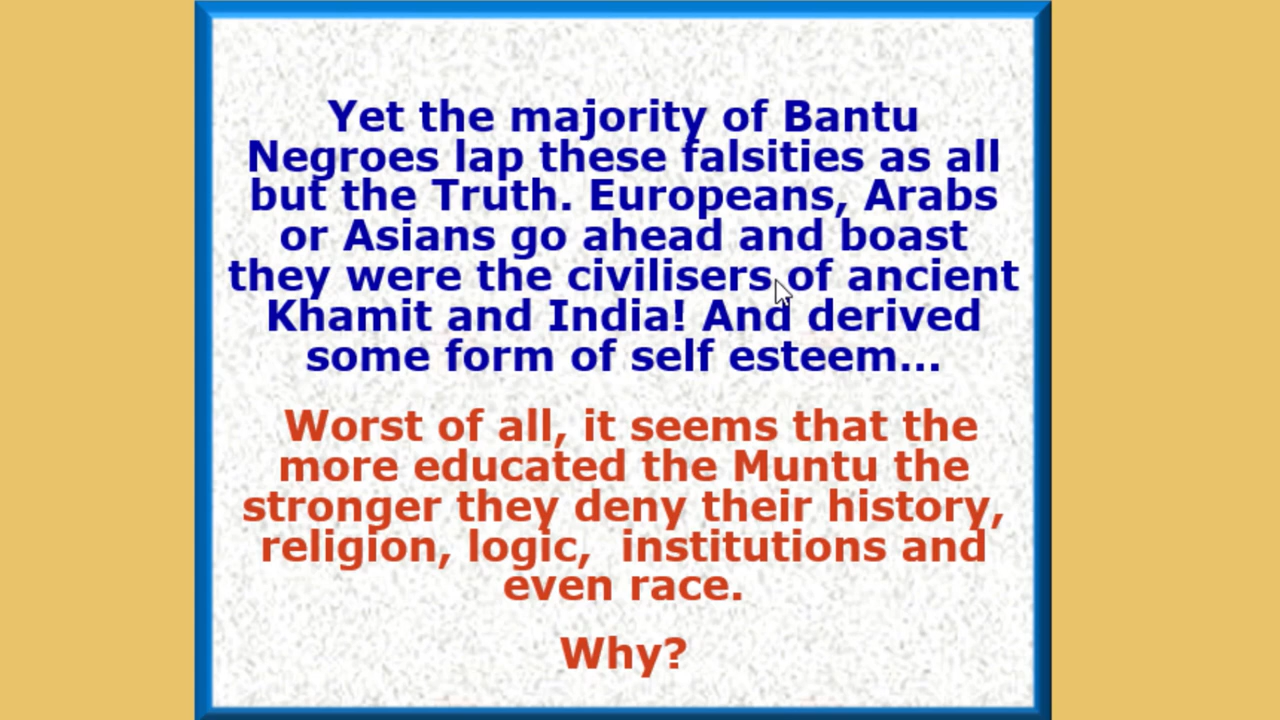 Yet the majority of Bantu
Negroes lap these falsities as all
but the Truth. Europeans, Arabs
or Asians go ahead and boast
they were the civilisers of ancient
Khamit and India! And derived
some form of self esteem...
Worst of all, it seems that the
more educated the Muntu the
stronger they deny their history,
religion, logic,  institutions and
even race.
Why?